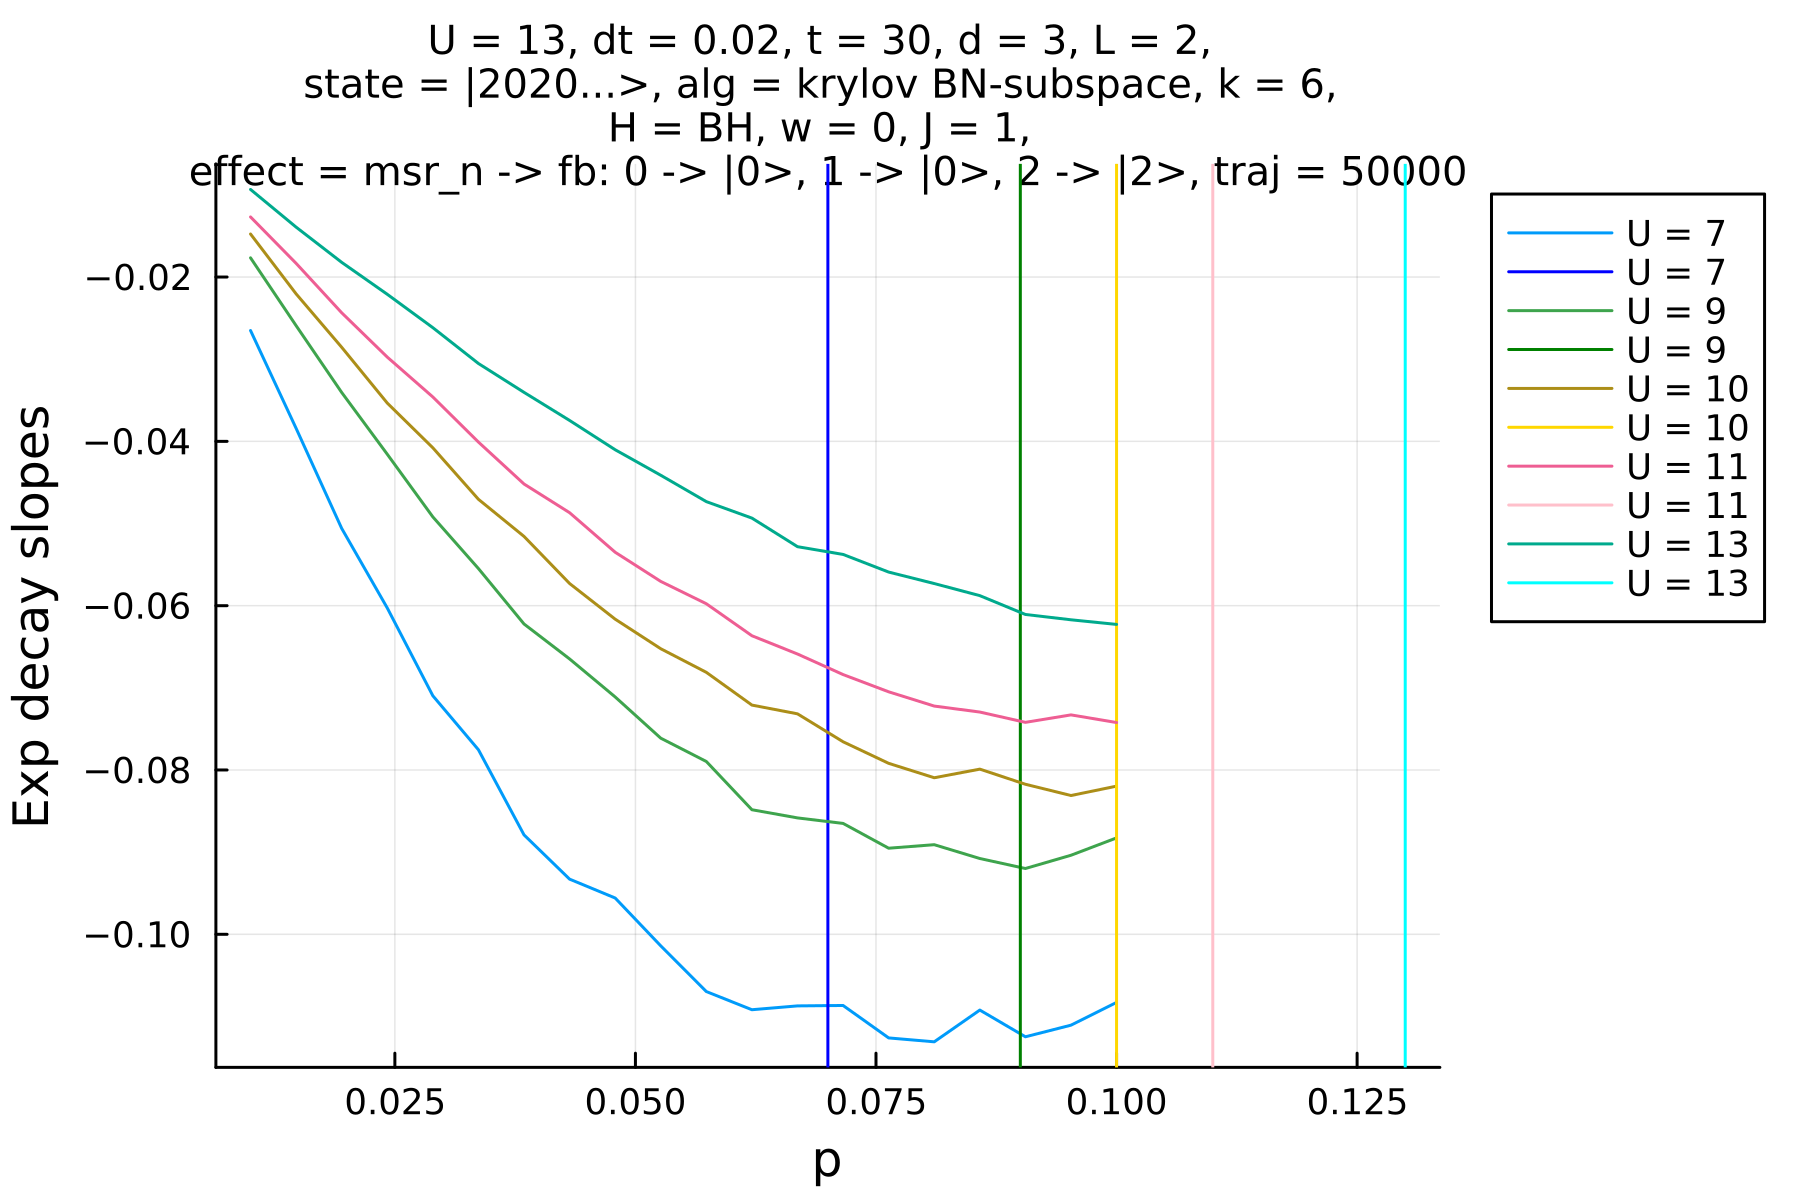 U = 13, dt = 0.02, t = 30, d = 3, L = 2,
state = |2020...>, alg = krylov BN-subspace, k = 6,
H = BH, w = 0, J = 1,
effect = msr_n -> fb: 0 -> |0>, 1 -> |0>, 2 -> |2>, traj = 50000
Exp decay slopes
−0.02
−0.04
−0.06
−0.08
−0.10
0.025
0.050
0.075
0.100
0.125
p
U = 7
U = 7
U = 9
U = 9
U = 10
U = 10
U = 11
U = 11
U = 13
U = 13